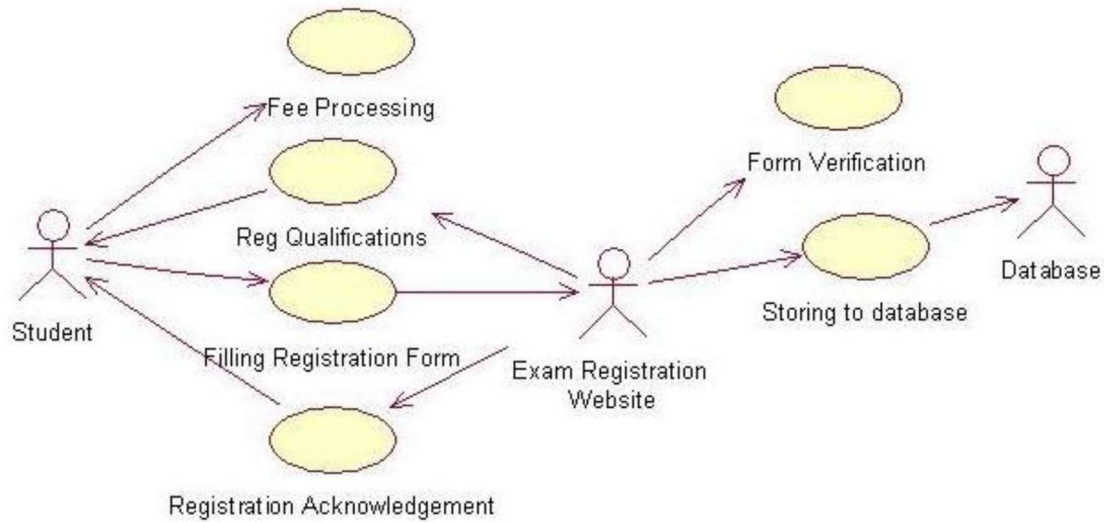 Fee Processing
Form Verification
Reg Qualifications
Database
Student
Storing to database
Filling Registration Form
Exam Registration
Website
Registration Acknowledgement